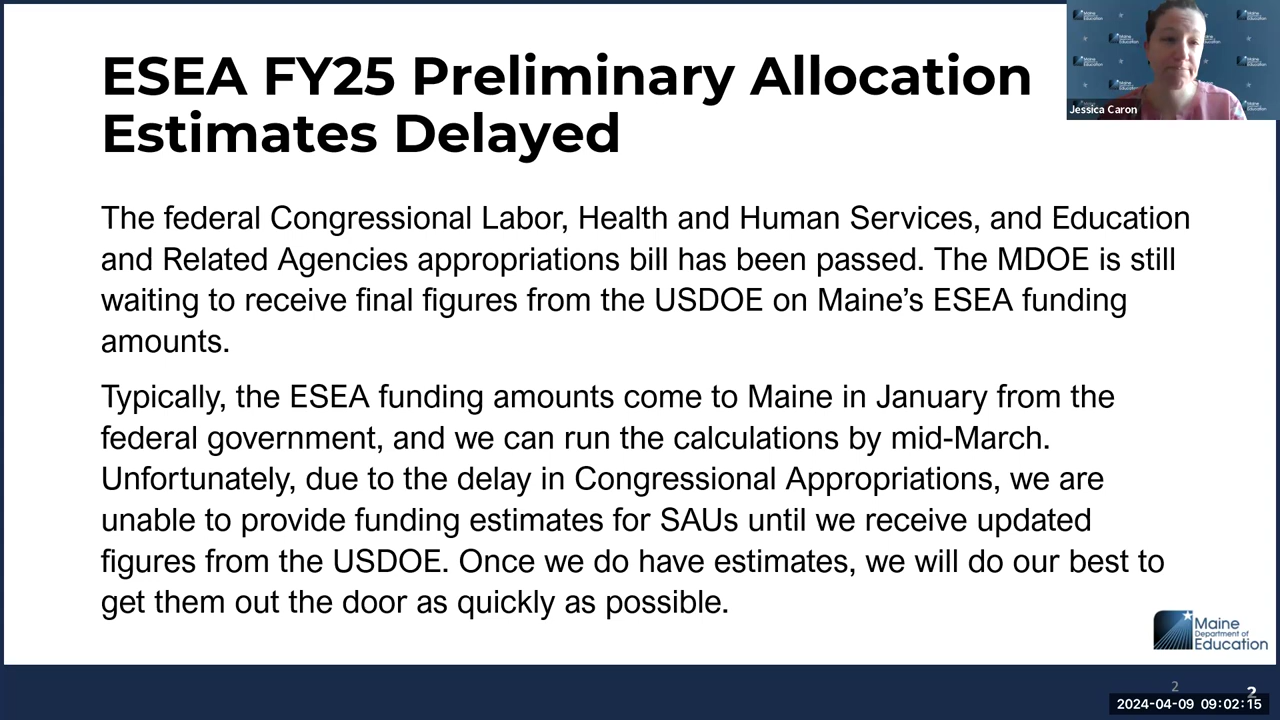 ESEA FY25 Preliminary Allocation
Estimates Delayed
The federal Congressional Labor, Health and Human Services, and Education
and Related Agencies appropriations bill has been passed. The MDOE is still
waiting to receive final figures from the USDOE on Maine’s ESEA funding
amounts.
Typically, the ESEA funding amounts come to Maine in January from the
federal government, and we can run the calculations by mid-March.
Unfortunately, due to the delay in Congressional Appropriations, we are
unable to provide funding estimates for SAUs until we receive updated
figures from the USDOE. Once we do have estimates, we will do our best to
get them out the door as quickly as possible.
Jessica Caron
Maine
Department of
Education
2
2
2024-04-09 09:02:15